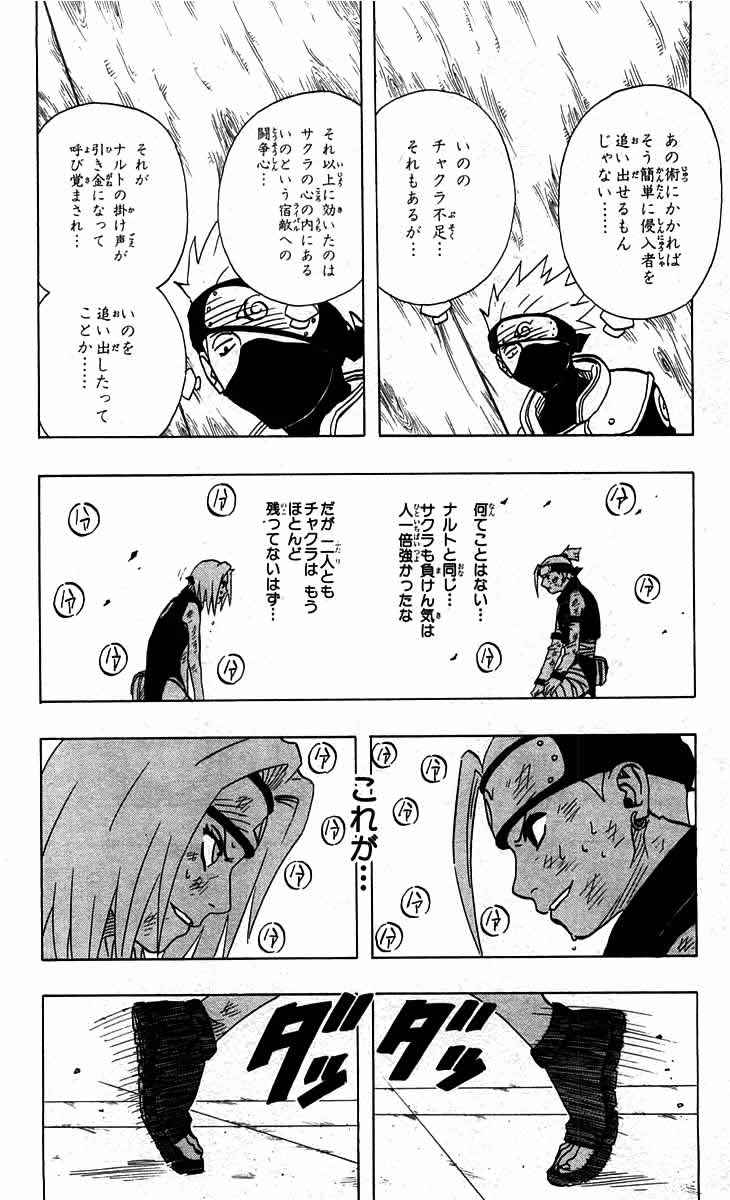 あの術にかかれば
そう簡単に侵入者を
追い出せるもん
じゃない……
いのの
チャクラ不足…
それもあるが…
それ以上に効いたのは
サクラの心の内にある
いのという宿敵への
闘争心…
それが
ナルトの掛け声が
引き金になって
呼び覚まされ…
いのを
追い出したって
ことか……
何てことはない…
ナルトと同じ…
サクラも負けん気は
人一倍強かったな
だが 二人とも
チャクラは もう
ほとんど
残ってないはず…
これが…
ダッ
ダッ